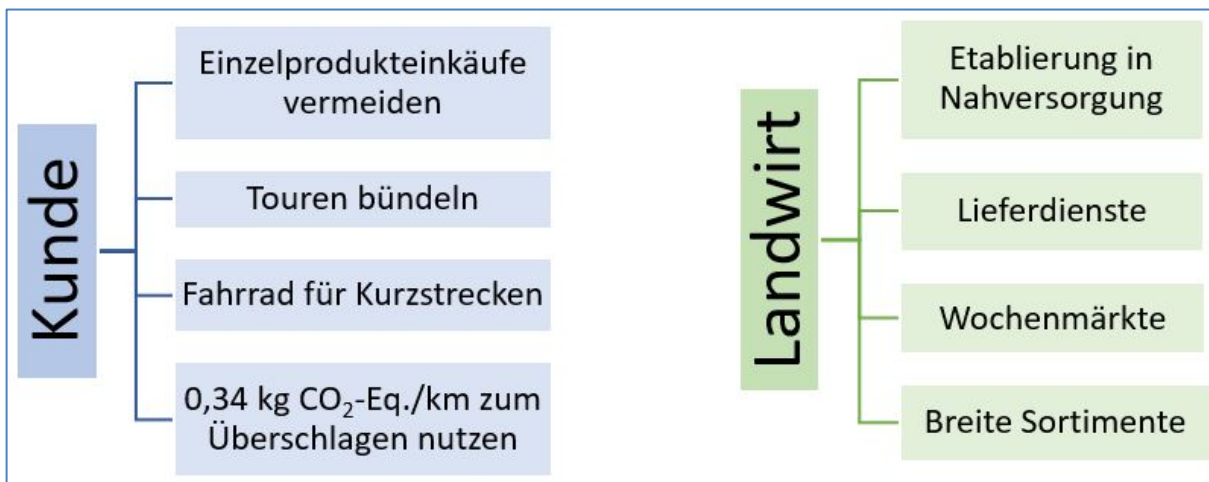 Kunde
Einzelprodukteinkäufe
vermeiden
Touren bündeln
Fahrrad für Kurzstrecken
0,34 kg CO₂-Eq./km zum
Überschlagen nutzen
Landwirt
Etablierung in
Nahversorgung
Lieferdienste
Wochenmärkte
Breite Sortimente